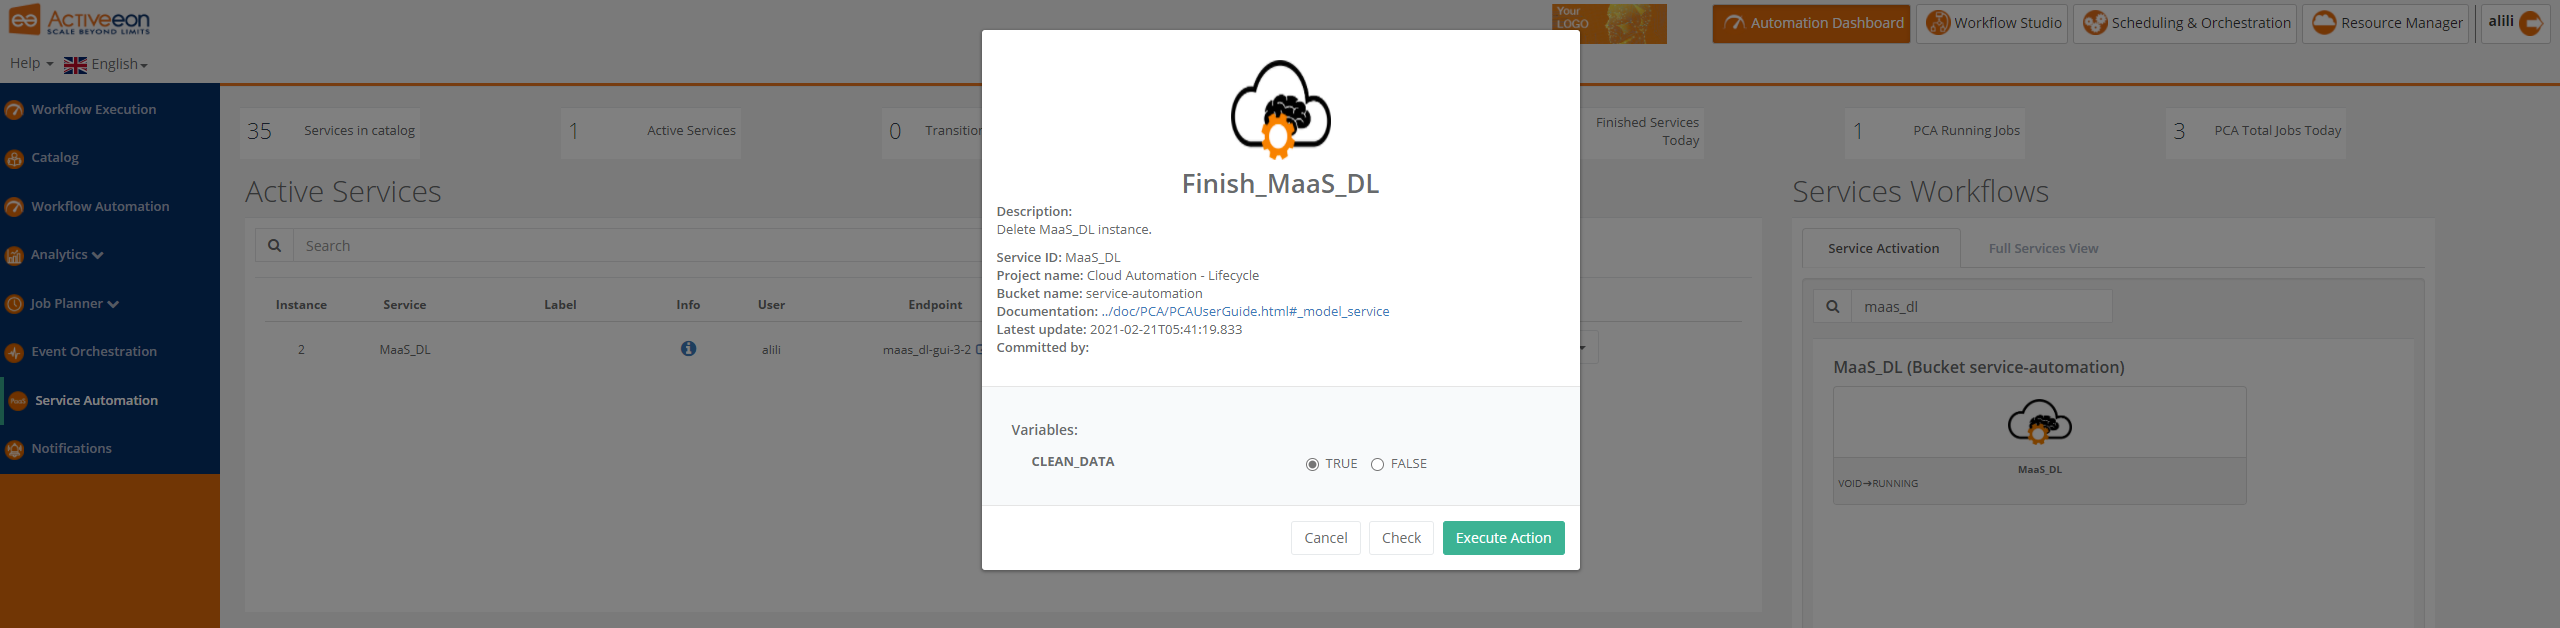 Activeeon
SCALE BEYOND LIMITS
Your
LOGO
Automation Dashboard
Workflow Studio
Scheduling & Orchestration
Resource Manager
alili
Help
English
Workflow Execution
Catalog
Workflow Automation
Analytics
Job Planner
Event Orchestration
MaaS
Service Automation
Notifications
35 Services in catalog
1 Active Services
0 Transition
Finished Services
Today
1 PCA Running Jobs
3 PCA Total Jobs Today
Active Services
Search
Instance Service Label Info User Endpoint
2 MaaS_DL alili maas_dl-gui-3-2
Finish_MaaS_DL
Description:
Delete MaaS_DL instance.
Service ID: MaaS_DL
Project name: Cloud Automation - Lifecycle
Bucket name: service-automation
Documentation: ../doc/PCA/PCAUserGuide.html#_model_service
Latest update: 2021-02-21T05:41:19.833
Committed by:
Variables:
CLEAN_DATA TRUE FALSE
Cancel Check Execute Action
Services Workflows
Service Activation Full Services View
maas_dl
MaaS_DL (Bucket service-automation)
MaaS_DL
VOID➔RUNNING